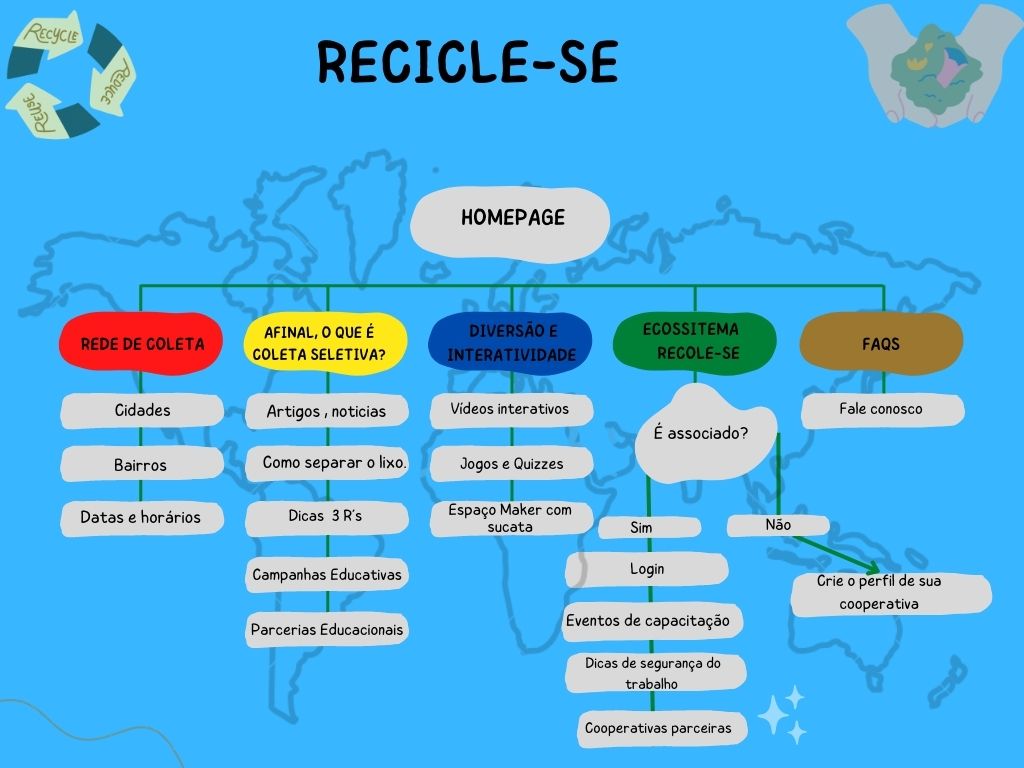 RECYCLE
REDUCE
REUSE
RECICLE-SE
HOMEPAGE
REDE DE COLETA
Cidades
Bairros
Datas e horários
AFINAL, O QUE É
COLETA SELETIVA?
Artigos , noticias
Como separar o lixo.
Dicas 3 R's
Campanhas Educativas
Parcerias Educacionais
DIVERSÃO E
INTERATIVIDADE
Vídeos interativos
Jogos e Quizzes
Espaço Maker com
sucata
ECOSSITEMA
RECOLE-SE
É associado?
Sim
Login
Eventos de capacitação
Dicas de segurança do
trabalho
Cooperativas parceiras
Não
Crie o perfil de sua
cooperativa
FAQS
Fale conosco